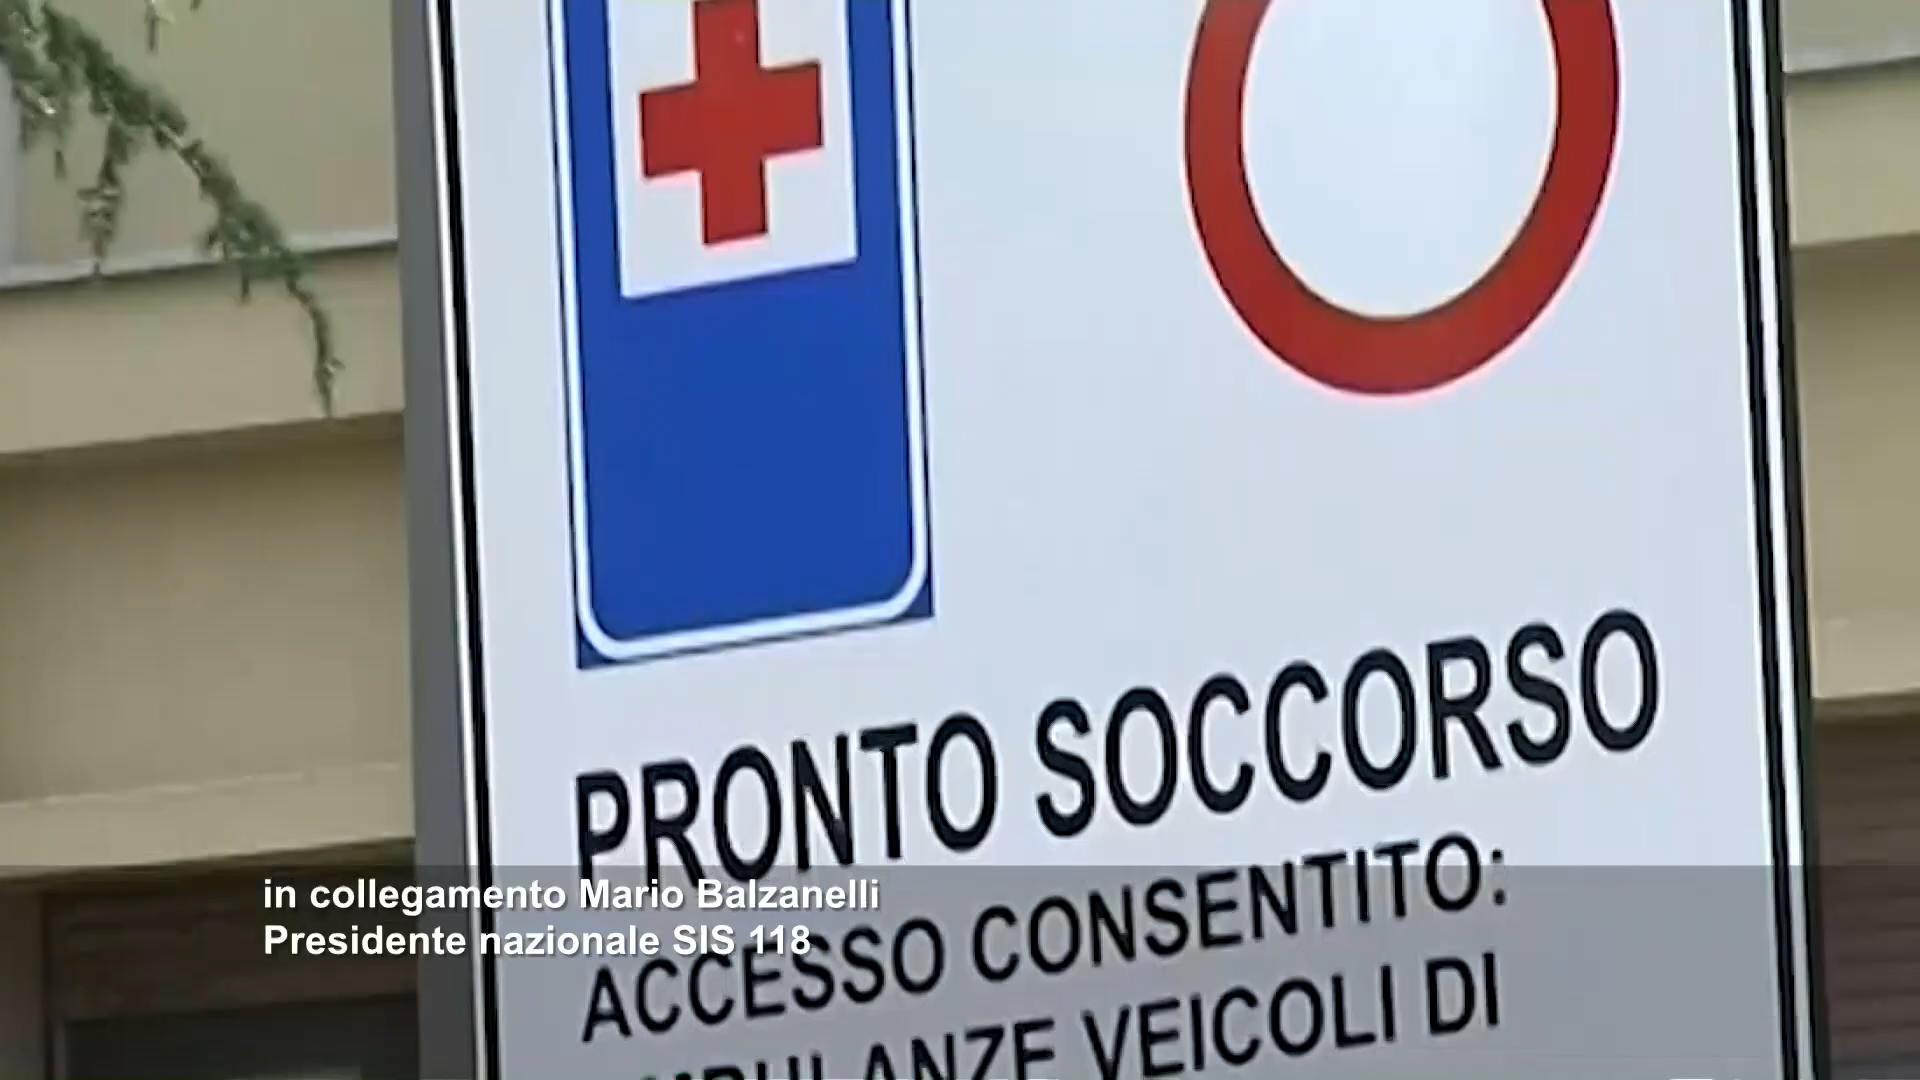 PRONTO SOCCORSO
ACCESSO CONSENTITO:
AMBULANZE VEICOLI DI
in collegamento Mario Balzanelli
Presidente nazionale SIS 118